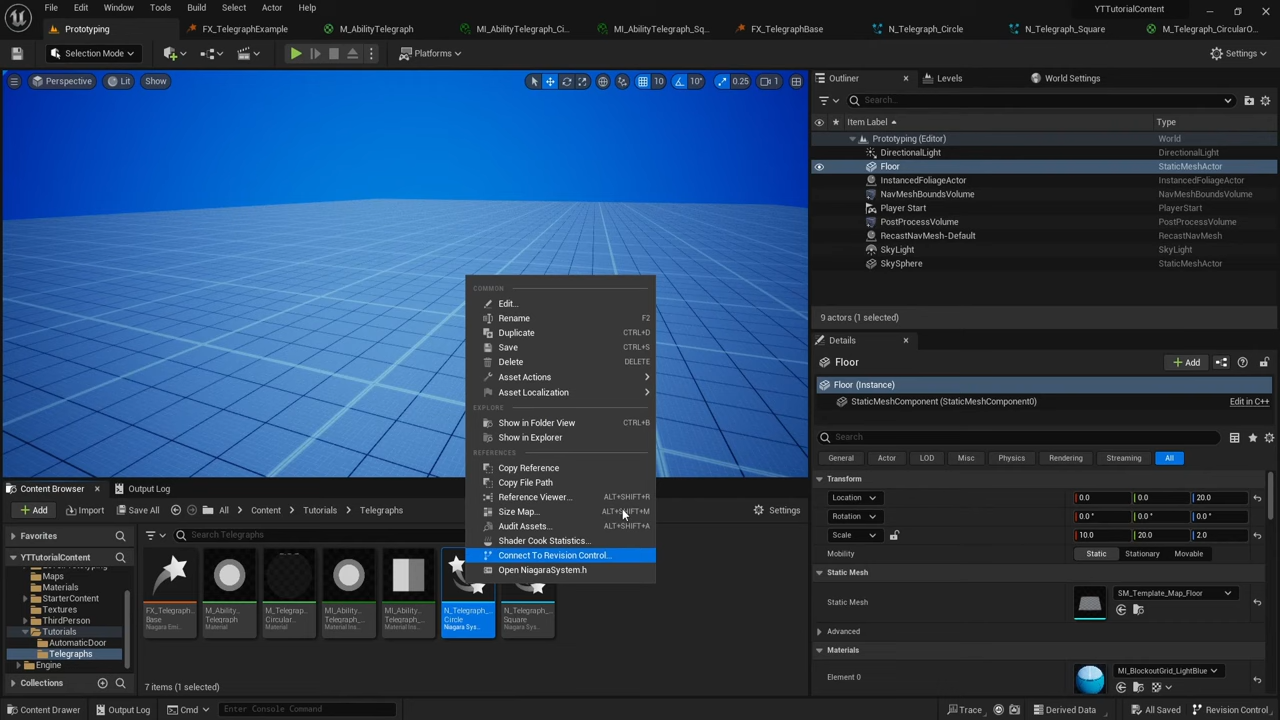 File Edit Window Tools Build Select Actor Help
YTTutorialContent
Prototyping
FX_TelegraphExample
M_AbilityTelegraph
MI_AbilityTelegraph_Ci...
MI_AbilityTelegraph_Sq...
FX_TelegraphBase
N_Telegraph_Circle
N_Telegraph_Square
M_Telegraph_CircularO...
Selection Mode
Platforms
Settings
Perspective Lit Show
10 10° 0.25 1
Outliner Levels World Settings
Search...
Item Label Type
Prototyping (Editor) World
DirectionalLight DirectionalLight
Floor StaticMeshActor
InstancedFoliageActor InstancedFoliageActor
NavMeshBoundsVolume NavMeshBoundsVolume
Player Start PlayerStart
PostProcessVolume PostProcessVolume
RecastNavMesh-Default RecastNavMesh
SkyLight SkyLight
SkySphere StaticMeshActor
9 actors (1 selected)
COMMON
Edit...
Rename F2
Duplicate CTRL+D
Save CTRL+S
Delete DELETE
Asset Actions
Asset Localization
EXPLORE
Show in Folder View CTRL+B
Show in Explorer
REFERENCES
Copy Reference
Copy File Path
Reference Viewer... ALT+SHIFT+R
Size Map... ALT+SHIFT+M
Audit Assets... ALT+SHIFT+A
Shader Cook Statistics...
Connect To Revision Control...
Open NiagaraSystem.h
Details
Floor
Add
Floor (Instance)
StaticMeshComponent (StaticMeshComponent0) Edit in C++
Search
General Actor LOD Misc Physics Rendering Streaming All
Transform
Location 0.0 0.0 20.0
Rotation 0.0 ° 0.0 ° 0.0 °
Scale 10.0 20.0 2.0
Mobility Static Stationary Movable
Static Mesh
Static Mesh SM_Template_Map_Floor
Advanced
Materials
Element 0 MI_BlockoutGrid_LightBlue
Content Browser Output Log
Add Import Save All All Content Tutorials Telegraphs Settings
Favorites
YTTutorialContent
Maps
Materials
StarterContent
Textures
ThirdPerson
Tutorials
AutomaticDoor
Telegraphs
Engine
Collections
Search Telegraphs
FX_Telegraph
Base
Niagara Emi...
M_Ability
Telegraph
Material
M_Telegrap...
Circular...
Material
MI_Ability
Telegraph_...
Material Ins...
MI_Ability
Telegraph_...
Material Ins...
N_Telegraph_
Circle
Niagara Sys...
N_Telegraph_
Square
Niagara Sys...
7 items (1 selected)
Content Drawer Output Log Cmd Enter Console Command
Trace Derived Data All Saved Revision Control